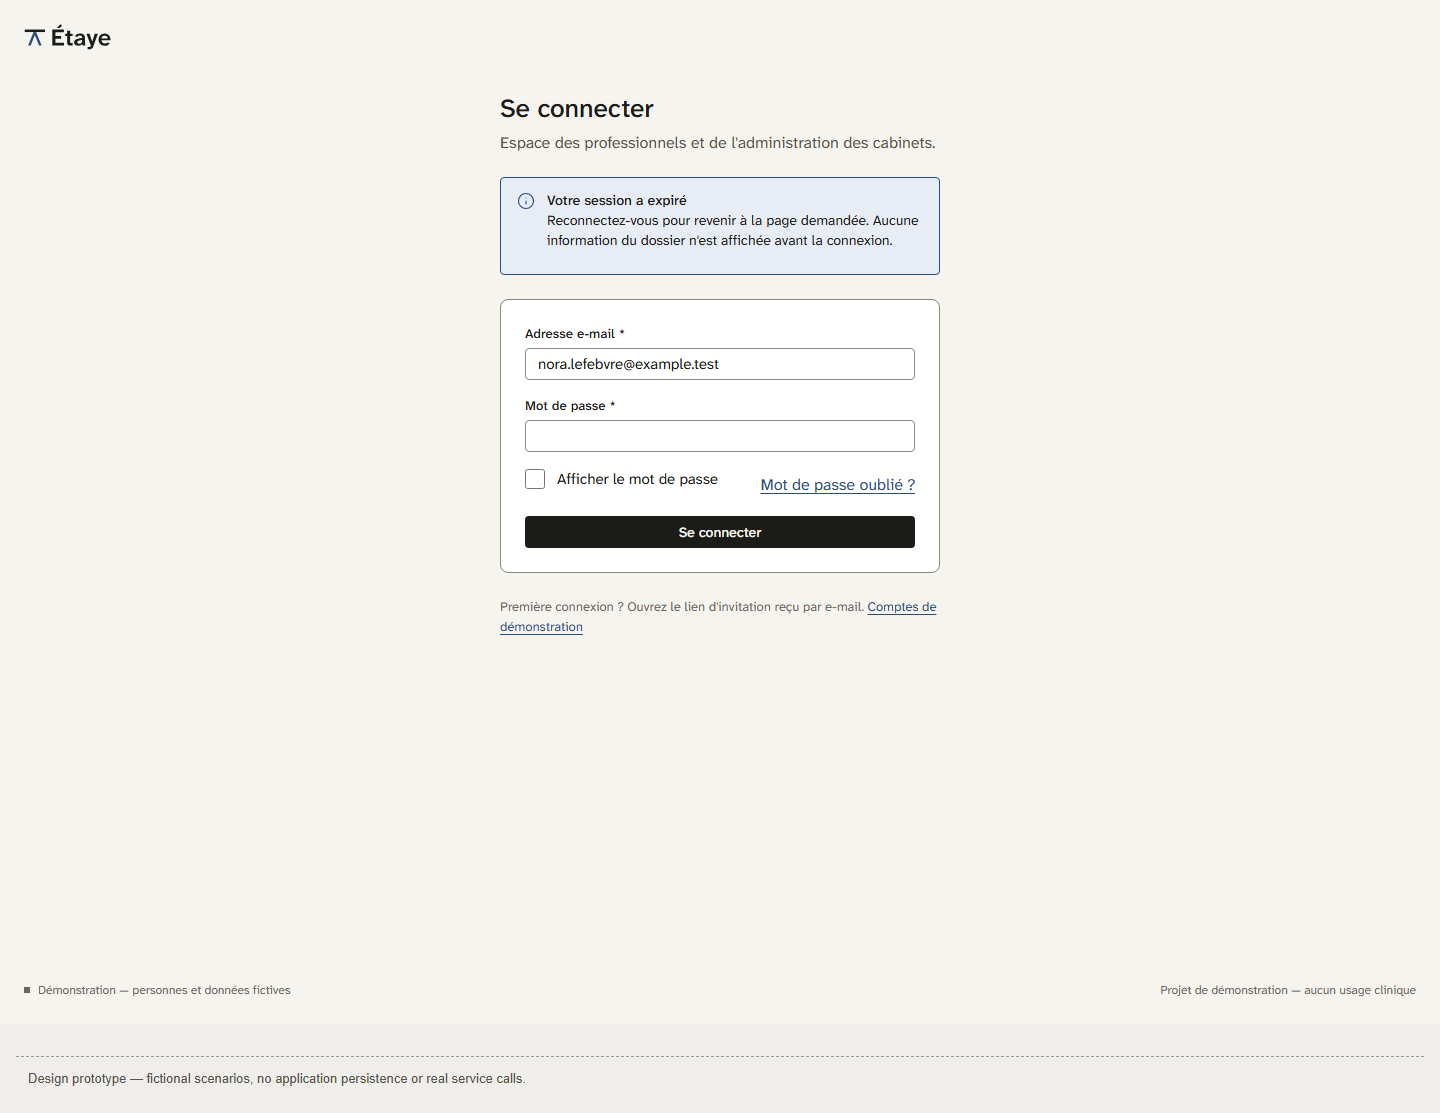 Étaye
Se connecter
Espace des professionnels et de l'administration des cabinets.
Votre session a expiré
Reconnectez-vous pour revenir à la page demandée. Aucune
information du dossier n'est affichée avant la connexion.
Adresse e-mail *
nora.lefebvre@example.test
Mot de passe *
Afficher le mot de passe
Mot de passe oublié ?
Se connecter
Première connexion ? Ouvrez le lien d'invitation reçu par e-mail. Comptes de
démonstration
Démonstration — personnes et données fictives
Projet de démonstration — aucun usage clinique
Design prototype — fictional scenarios, no application persistence or real service calls.